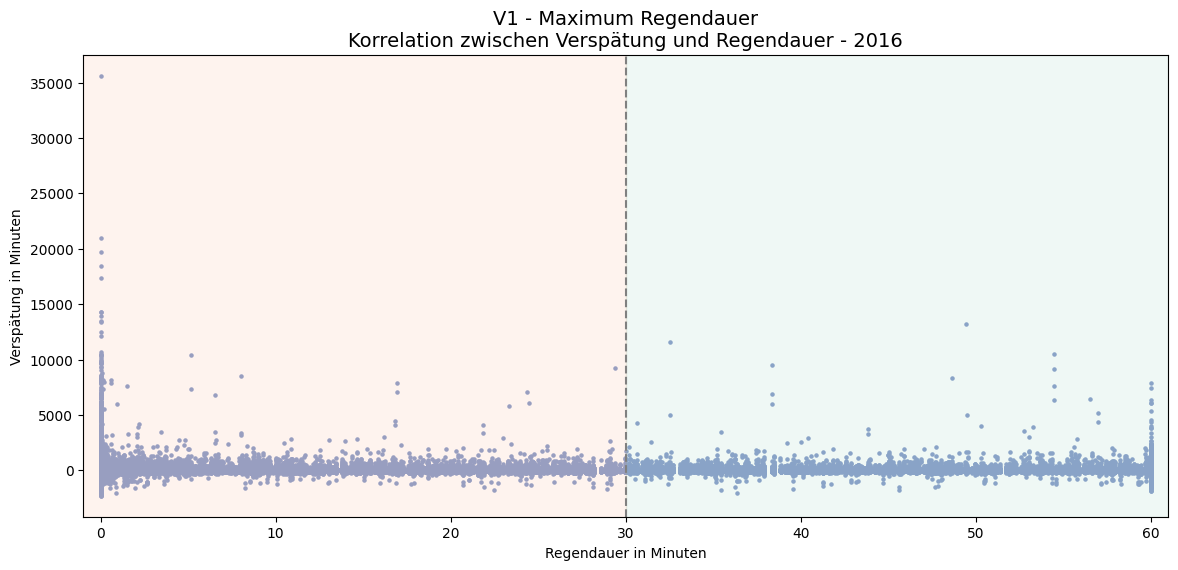 V1 - Maximum Regendauer
Korrelation zwischen Verspätung und Regendauer - 2016
Verspätung in Minuten
35000
30000
25000
20000
15000
10000
5000
0
0 10 20 30 40 50 60
Regendauer in Minuten